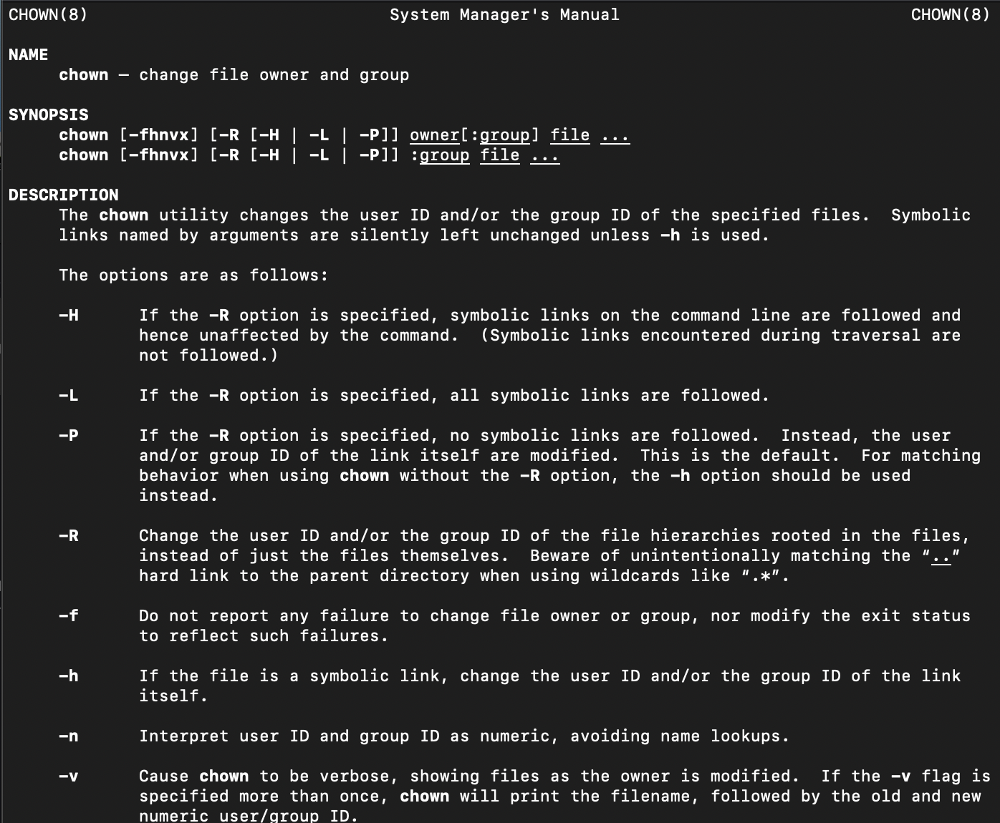 CHOWN(8) System Manager's Manual CHOWN(8)
NAME
chown – change file owner and group
SYNOPSIS
chown [-fhnvx] [-R [-H | -L | -P]] owner[:group] file ...
chown [-fhnvx] [-R [-H | -L | -P]] :group file ...
DESCRIPTION
The chown utility changes the user ID and/or the group ID of the specified files.  Symbolic
links named by arguments are silently left unchanged unless -h is used.
The options are as follows:
-H If the -R option is specified, symbolic links on the command line are followed and
hence unaffected by the command.  (Symbolic links encountered during traversal are
not followed.)
-L If the -R option is specified, all symbolic links are followed.
-P If the -R option is specified, no symbolic links are followed.  Instead, the user
and/or group ID of the link itself are modified.  This is the default.  For matching
behavior when using chown without the -R option, the -h option should be used
instead.
-R Change the user ID and/or the group ID of the file hierarchies rooted in the files,
instead of just the files themselves.  Beware of unintentionally matching the “..”
hard link to the parent directory when using wildcards like “.*”.
-f Do not report any failure to change file owner or group, nor modify the exit status
to reflect such failures.
-h If the file is a symbolic link, change the user ID and/or the group ID of the link
itself.
-n Interpret user ID and group ID as numeric, avoiding name lookups.
-v Cause chown to be verbose, showing files as the owner is modified.  If the -v flag is
specified more than once, chown will print the filename, followed by the old and new
numeric user/group ID.